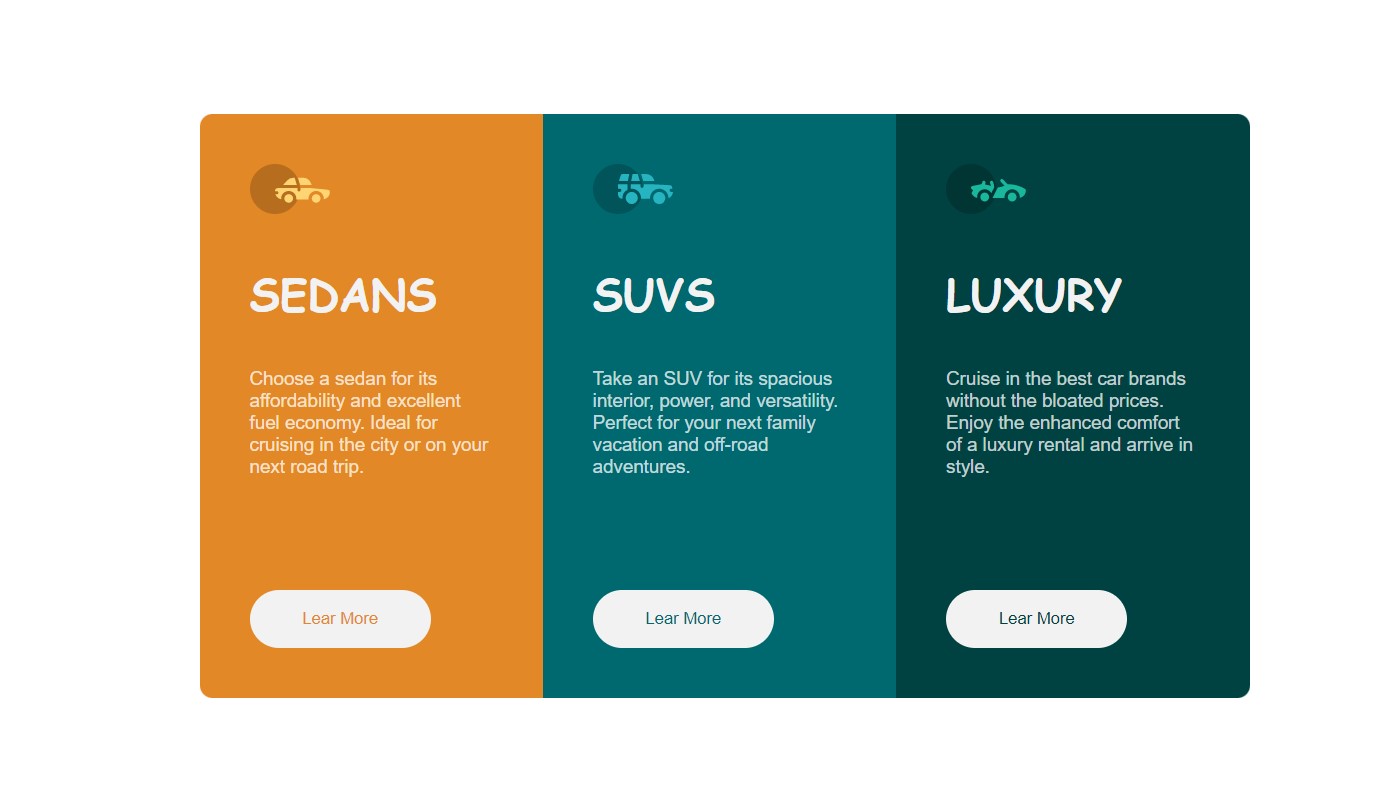 SEDANS
Choose a sedan for its
affordability and excellent
fuel economy. Ideal for
cruising in the city or on your
next road trip.
Lear More
SUVS
Take an SUV for its spacious
interior, power, and versatility.
Perfect for your next family
vacation and off-road
adventures.
Lear More
LUXURY
Cruise in the best car brands
without the bloated prices.
Enjoy the enhanced comfort
of a luxury rental and arrive in
style.
Lear More